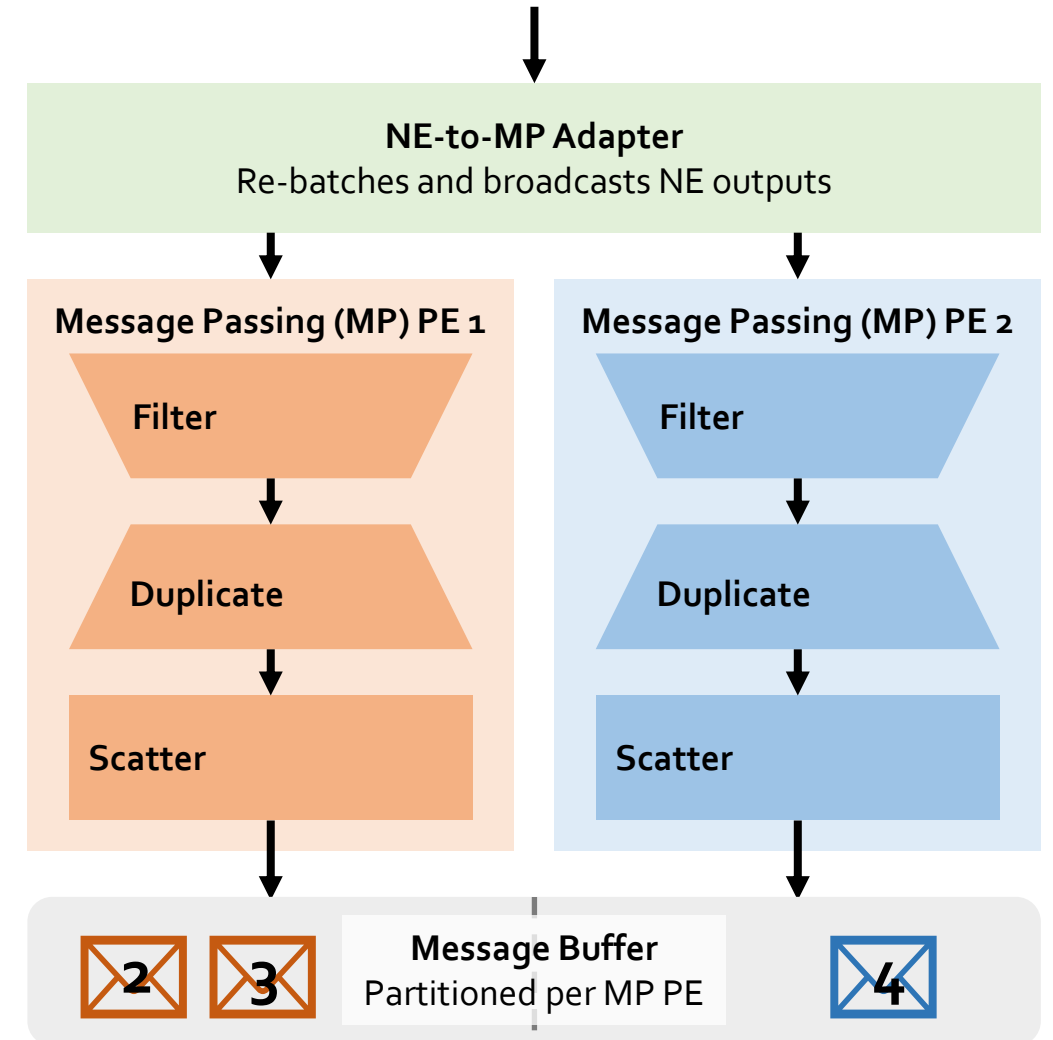 NE-to-MP Adapter
Re-batches and broadcasts NE outputs
Message Passing (MP) PE 1
Filter
Duplicate
Scatter
Message Passing (MP) PE 2
Filter
Duplicate
Scatter
2 3
Message Buffer
Partitioned per MP PE
4